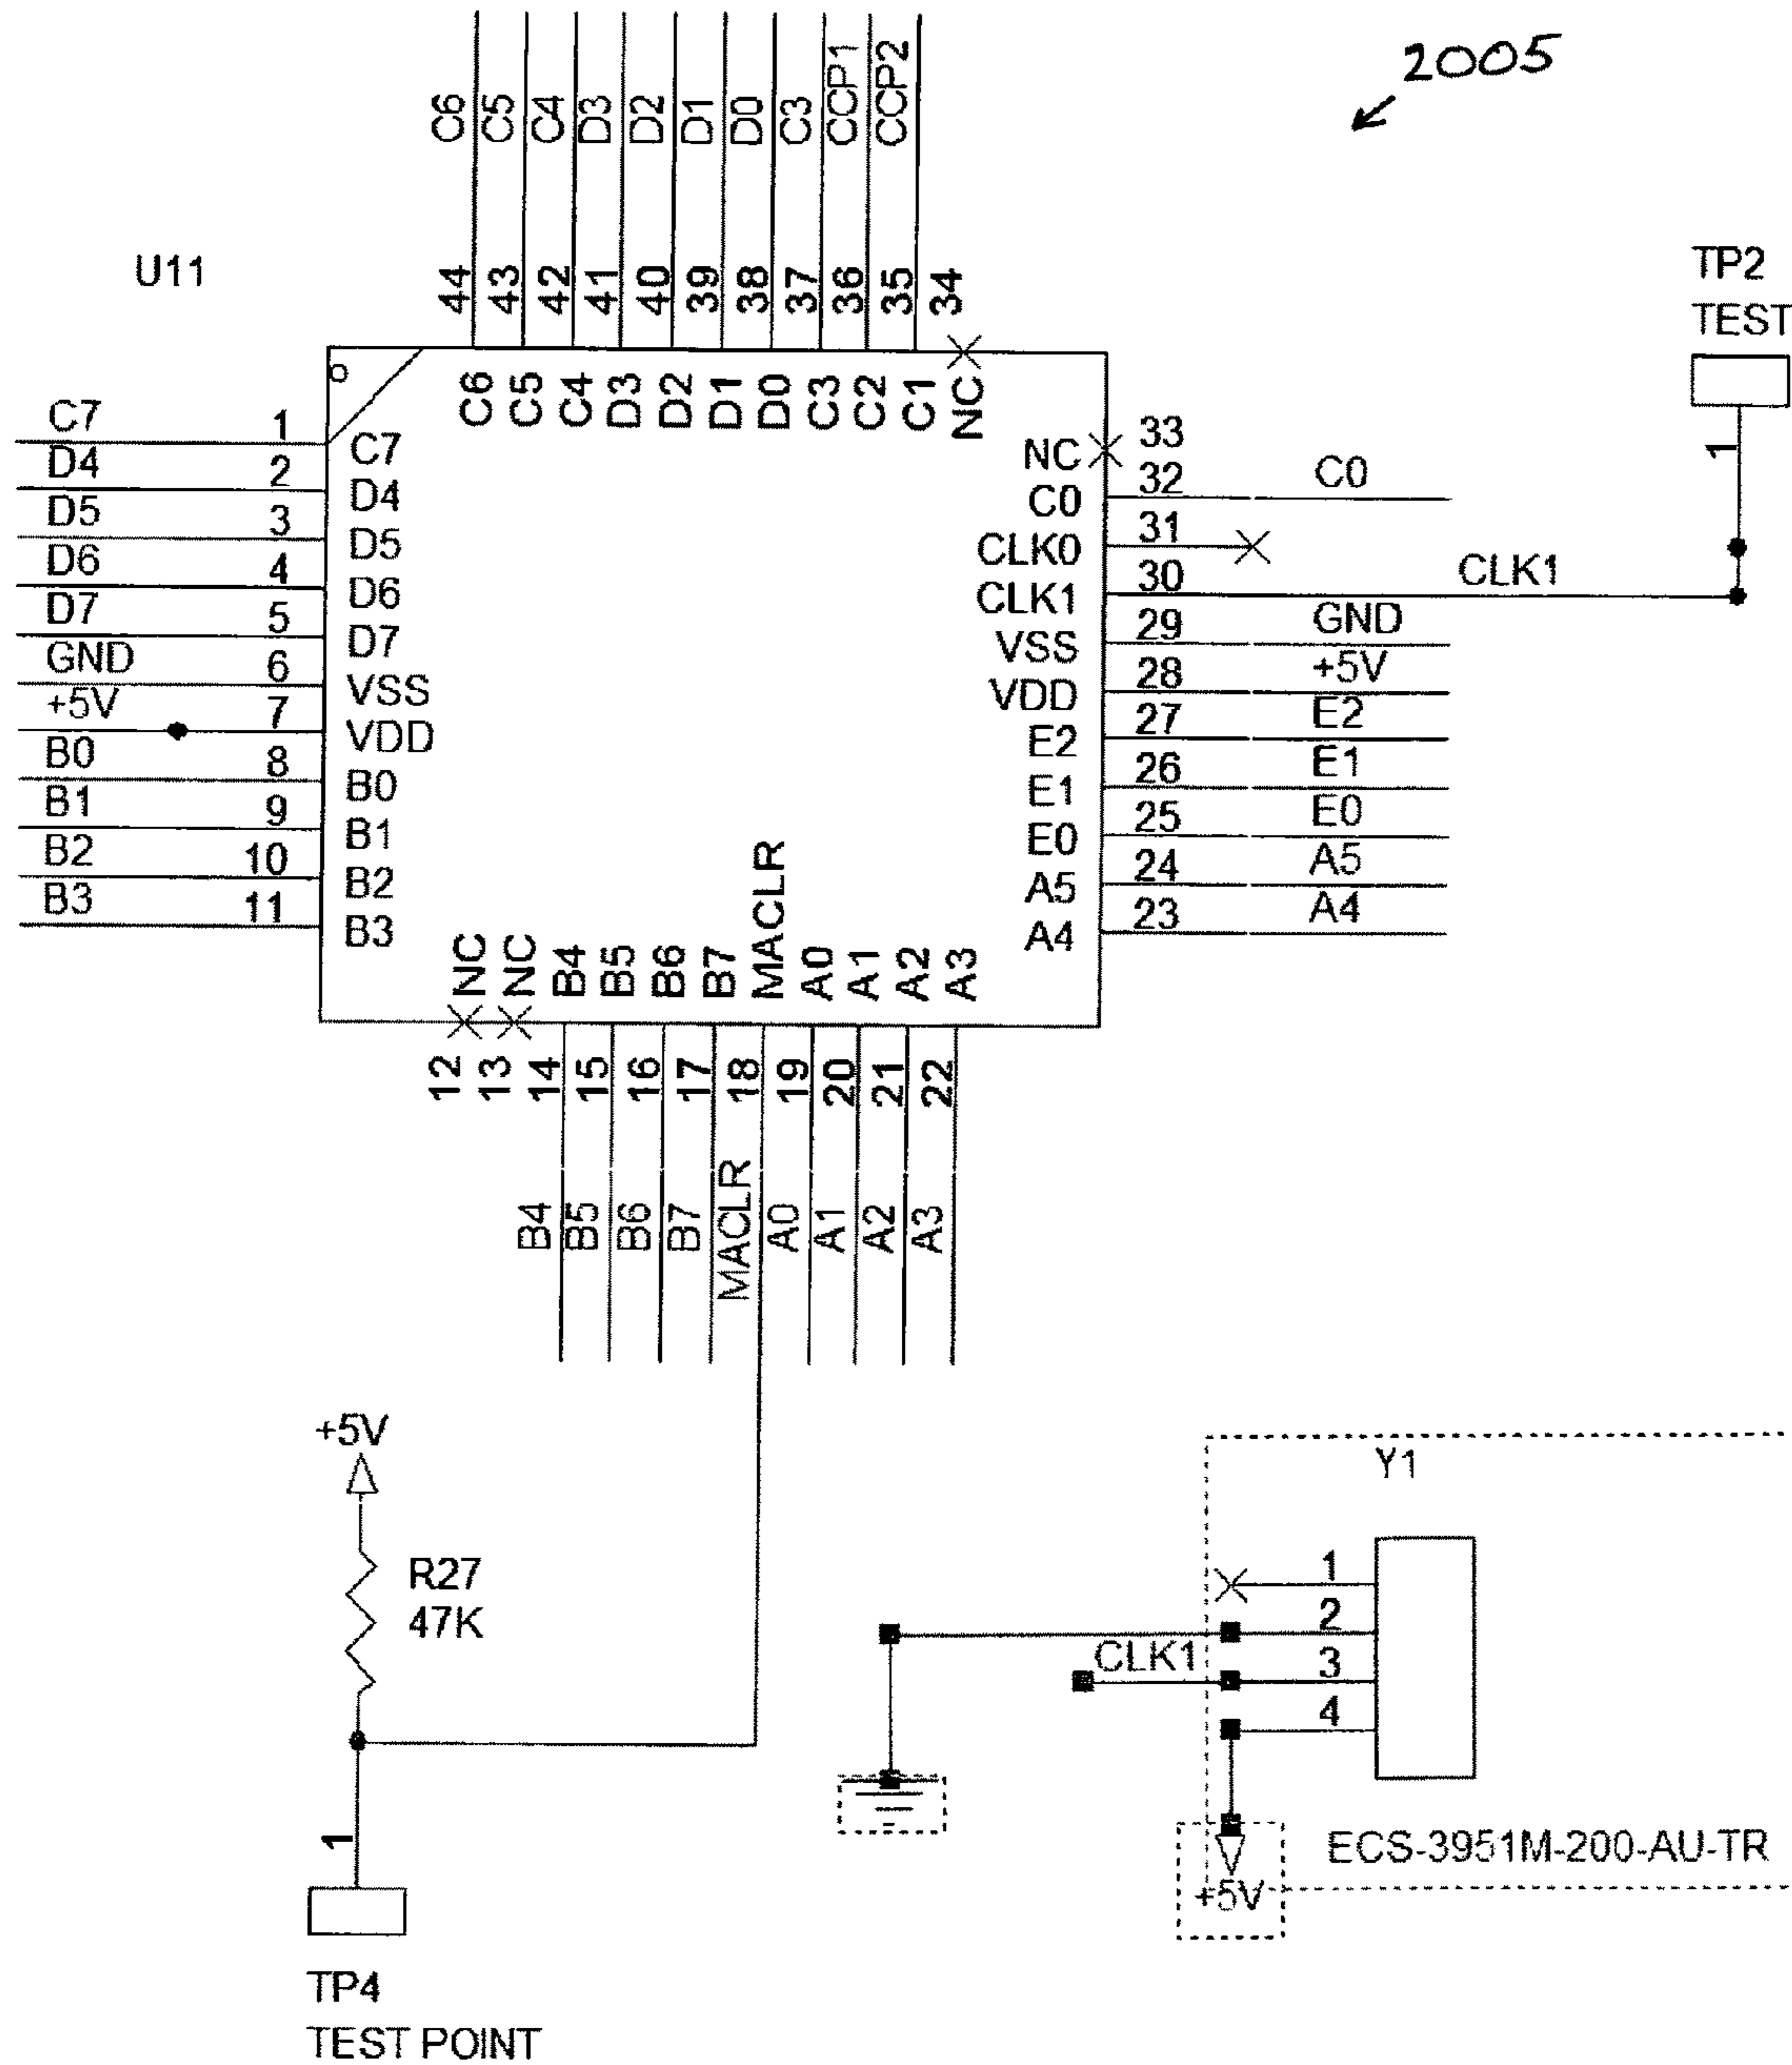 2005
C6 C5 C4 D3 D2 D1 D0 C3 CCP1 CCP2
U11
44 43 42 41 40 39 38 37 36 35 34
TP2
TEST
1
C6 C5 C4 D3 D2 D1 D0 C3 C2 C1 NC
C7 1 C7
D4 2 D4
D5 3 D5
D6 4 D6
D7 5 D7
GND 6 VSS
+5V 7 VDD
B0 8 B0
B1 9 B1
B2 10 B2
B3 11 B3
NC 33
C0 32 C0
CLK0 31
CLK1 30 CLK1
VSS 29 GND
VDD 28 +5V
E2 27 E2
E1 26 E1
E0 25 E0
A5 24 A5
A4 23 A4
NC NC B4 B5 B6 B7 MACLR A0 A1 A2 A3
12 13 14 15 16 17 18 19 20 21 22
B4 B5 B6 B7 MACLR A0 A1 A2 A3
+5V
R27
47K
1
TP4
TEST POINT
Y1
1
2
CLK1 3
4
ECS-3951M-200-AU-TR
+5V